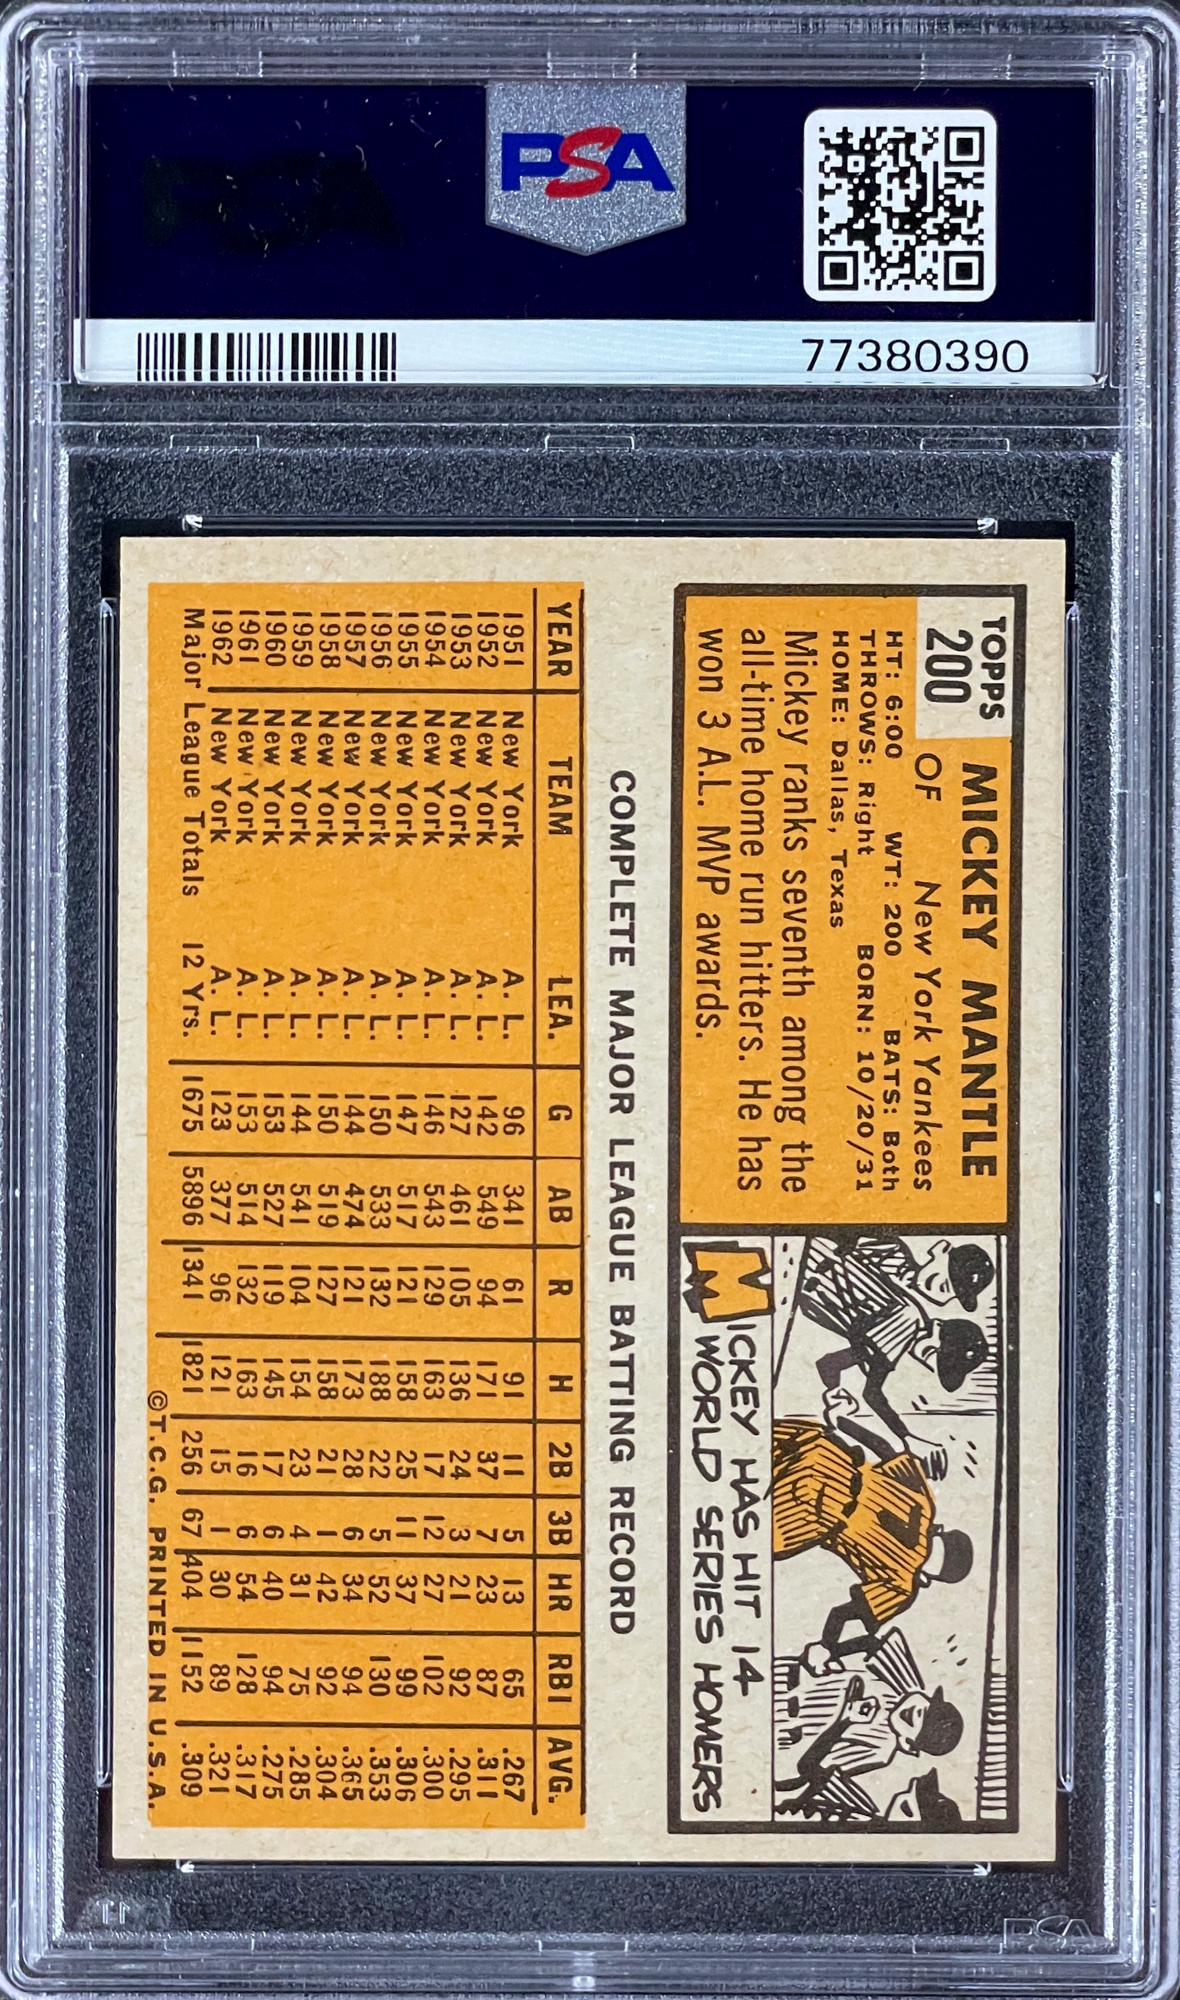 PSA
77380390
TOPPS
200
MICKEY MANTLE
OF New York Yankees
HT: 6:00 WT: 200 BATS: Both
THROWS: Right BORN: 10/20/31
HOME: Dallas, Texas
Mickey ranks seventh among the
all-time home run hitters. He has
won 3 A.L. MVP awards.
7
MICKEY HAS HIT 14
WORLD SERIES HOMERS
COMPLETE MAJOR LEAGUE BATTING RECORD
YEAR TEAM LEA. G AB R H 2B 3B HR RBI AVG.
1951 New York A. L. 96 341 61 91 11 5 13 65 .267
1952 New York A. L. 142 549 94 171 37 7 23 87 .311
1953 New York A. L. 127 461 105 136 24 3 21 92 .295
1954 New York A. L. 146 543 129 163 17 12 27 102 .300
1955 New York A. L. 147 517 121 158 25 11 37 99 .306
1956 New York A. L. 150 533 132 188 22 5 52 130 .353
1957 New York A. L. 144 474 121 173 28 6 34 94 .365
1958 New York A. L. 150 519 127 158 21 1 42 92 .304
1959 New York A. L. 144 541 104 154 23 4 31 75 .285
1960 New York A. L. 153 527 119 145 17 6 40 94 .275
1961 New York A. L. 153 514 132 163 16 6 54 128 .317
1962 New York A. L. 123 377 96 121 15 1 30 89 .321
Major League Totals 12 Yrs. 1675 5896 1341 1821 256 67 404 1152 .309
©T.C.G. PRINTED IN U.S.A.
PSA